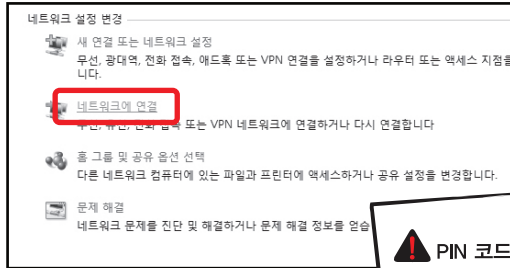 네트워크 설정 변경
새 연결 또는 네트워크 설정
무선, 광대역, 전화 접속, 애드혹 또는 VPN 연결을 설정하거나 라우터 또는 액세스 지점을
니다.
네트워크에 연결
무선, 유선, 전화 접속 또는 VPN 네트워크에 연결하거나 다시 연결합니다
홈 그룹 및 공유 옵션 선택
다른 네트워크 컴퓨터에 있는 파일과 프린터에 액세스하거나 공유 설정을 변경합니다.
문제 해결
네트워크 문제를 진단 및 해결하거나 문제 해결 정보를 얻습
PIN 코드